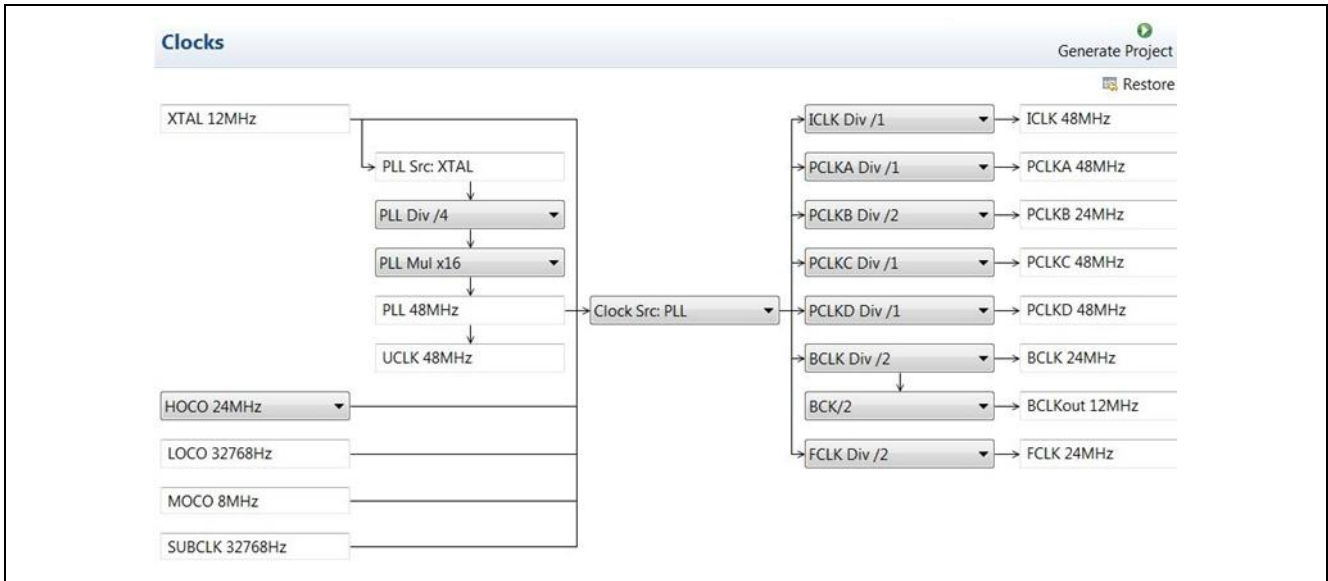 Clocks
Generate Project
Restore
XTAL 12MHz
PLL Src: XTAL
PLL Div /4
PLL Mul x16
PLL 48MHz
UCLK 48MHz
HOCO 24MHz
LOCO 32768Hz
MOCO 8MHz
SUBCLK 32768Hz
Clock Src: PLL
ICLK Div /1
ICLK 48MHz
PCLKA Div /1
PCLKA 48MHz
PCLKB Div /2
PCLKB 24MHz
PCLKC Div /1
PCLKC 48MHz
PCLKD Div /1
PCLKD 48MHz
BCLK Div /2
BCLK 24MHz
BCK/2
BCLKout 12MHz
FCLK Div /2
FCLK 24MHz